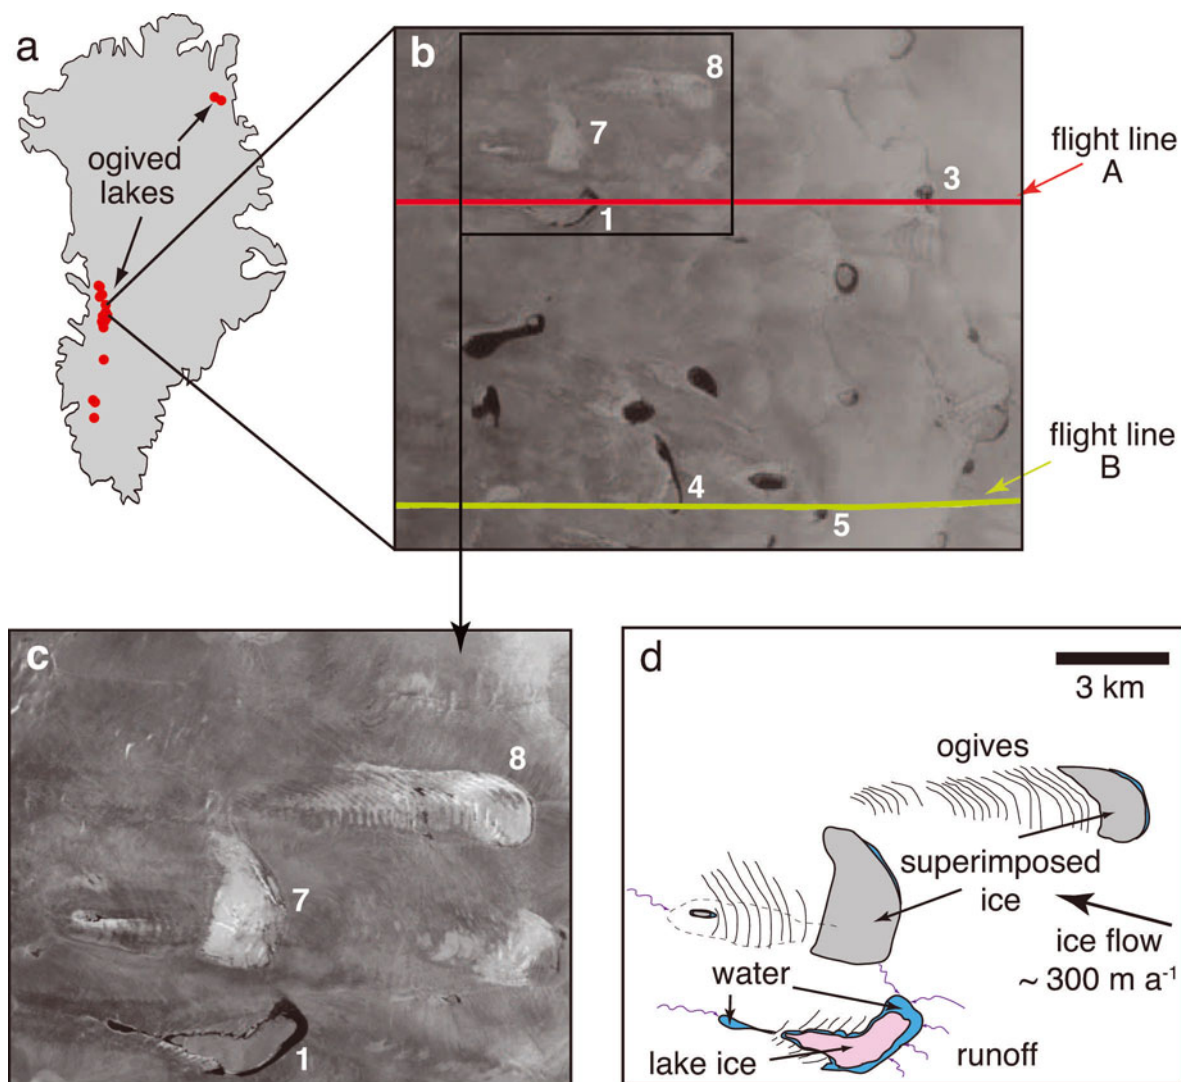 a
ogived
lakes
b
8
7
3
1
4
5
flight line
A
flight line
B
c
8
7
1
d
3 km
ogives
superimposed
ice
ice flow
~ 300 m a-1
water
lake ice
runoff